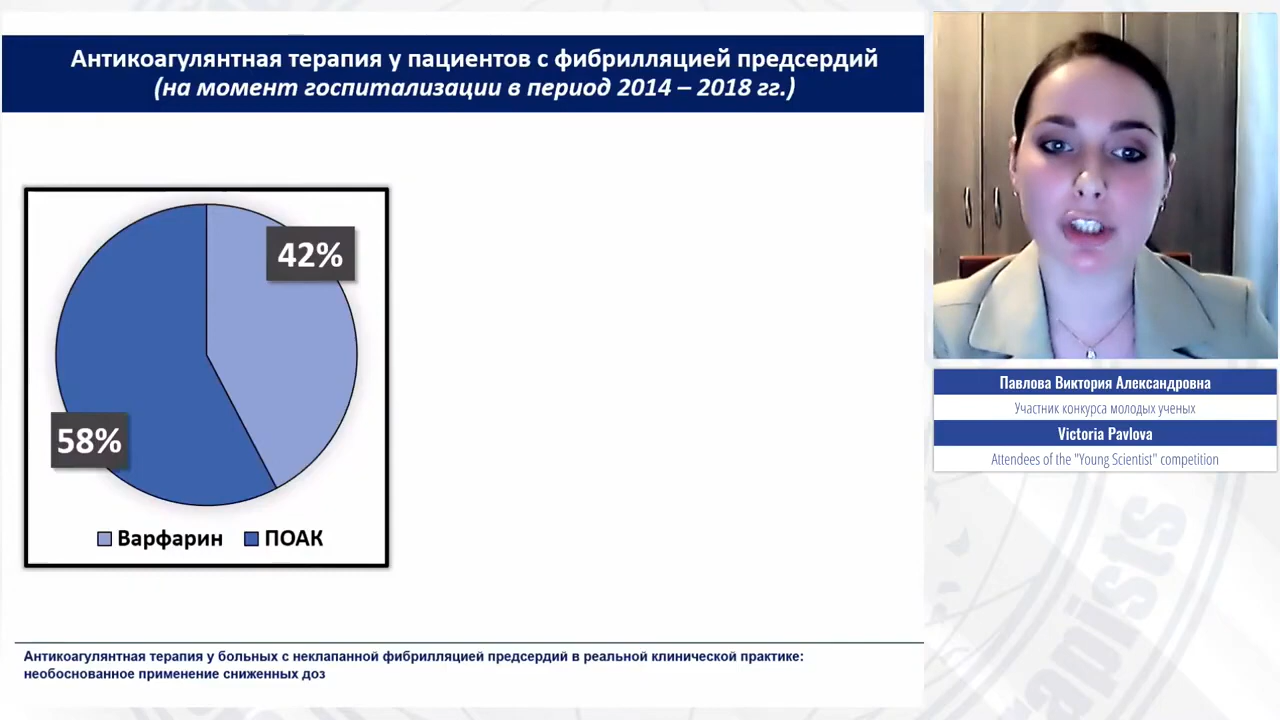 Антикоагулянтная терапия у пациентов с фибрилляцией предсердий
(на момент госпитализации в период 2014 – 2018 гг.)
42%
58%
Варфарин ПОАК
Антикоагулянтная терапия у больных с неклапанной фибрилляцией предсердий в реальной клинической практике:
необоснованное применение сниженных доз
Павлова Виктория Александровна
Участник конкурса молодых ученых
Victoria Pavlova
Attendees of the "Young Scientist" competition
rapists